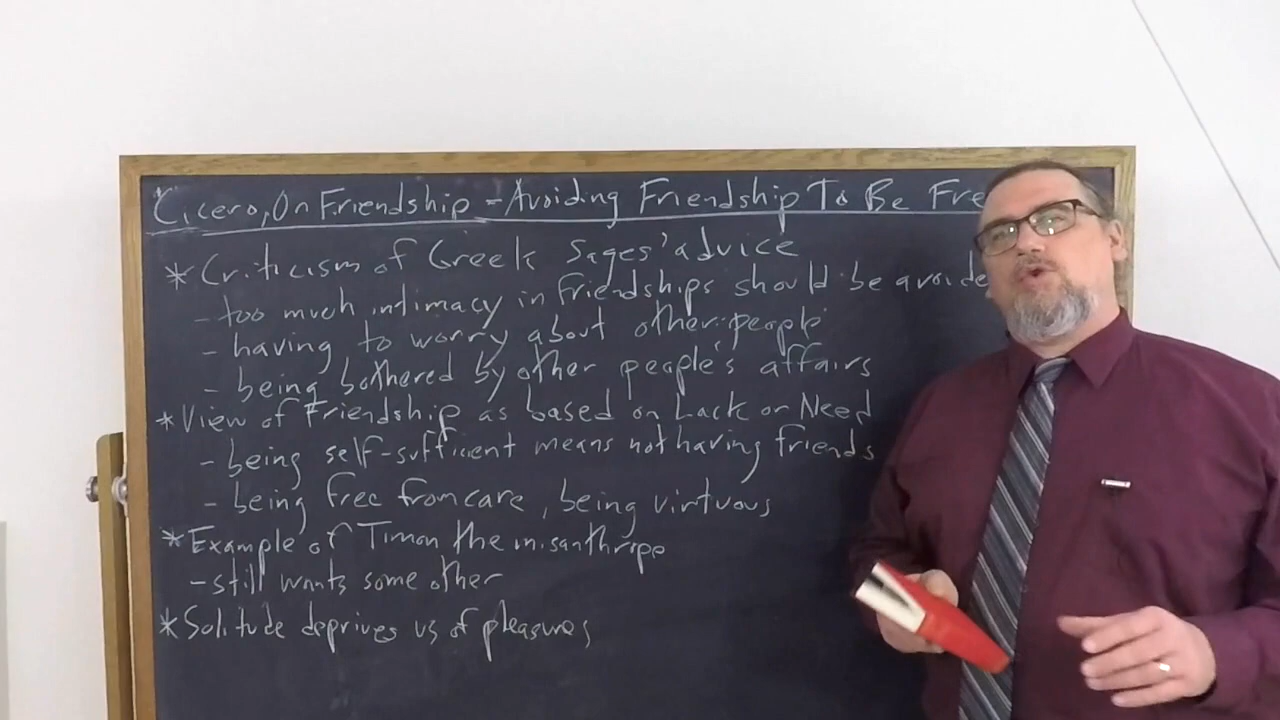 Cicero, On Friendship - Avoiding Friendship To Be Fre
* Criticism of Greek Sages' advice
- too much intimacy in friendships should be avoide
- having to worry about other people
- being bothered by other people's affairs
* View of Friendship as based on Lack or Need
- being self-sufficient means not having friends
- being free from care, being virtuous
* Example of Timon the misanthrope
- still wants some other
* Solitude deprives us of pleasures